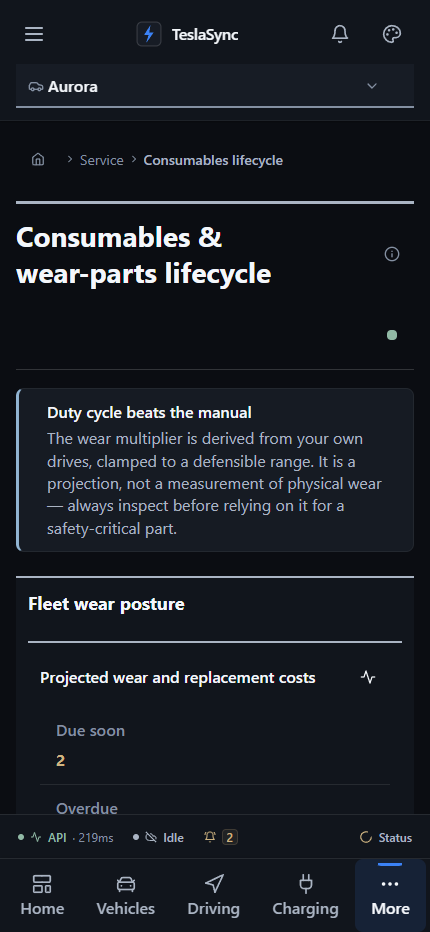 TeslaSync
Aurora
Service
Consumables lifecycle
Consumables &
wear-parts lifecycle
Duty cycle beats the manual
The wear multiplier is derived from your own
drives, clamped to a defensible range. It is a
projection, not a measurement of physical wear
— always inspect before relying on it for a
safety-critical part.
Fleet wear posture
Projected wear and replacement costs
Due soon
2
Overdue
API · 219ms
Idle
2
Status
Home
Vehicles
Driving
Charging
More